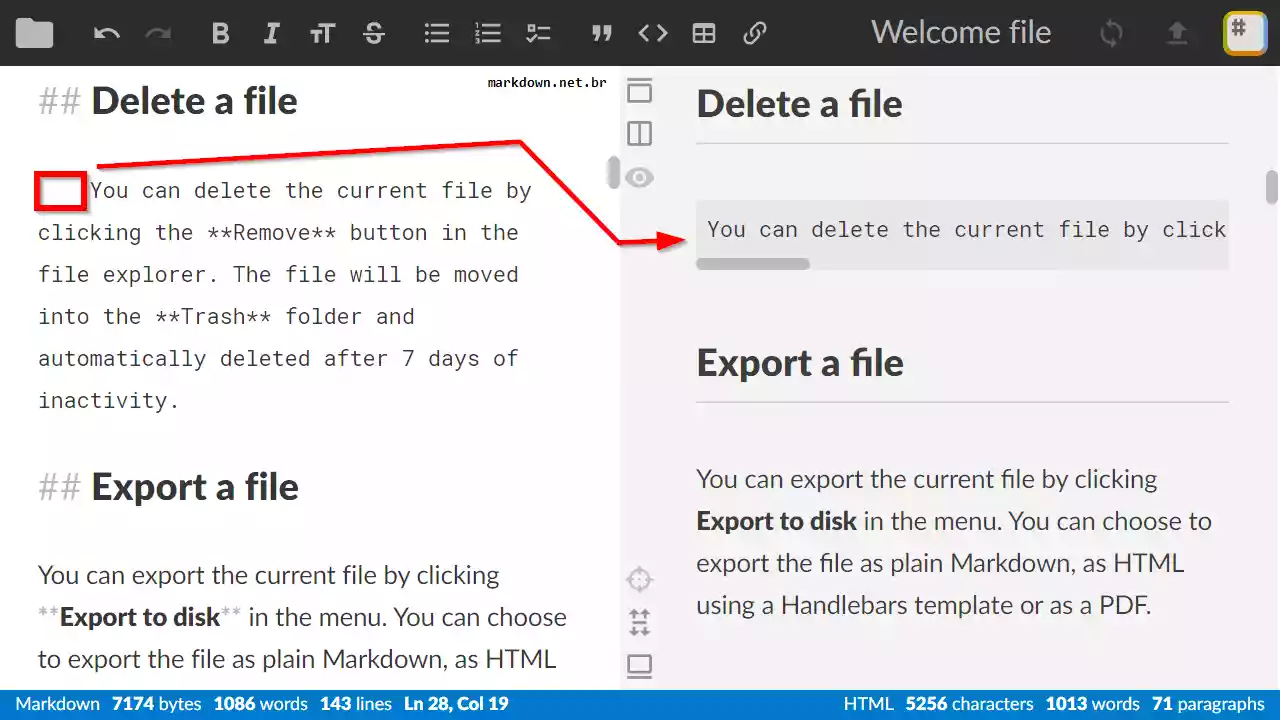 Welcome file
markdown.net.br
## Delete a file
You can delete the current file by
clicking the **Remove** button in the
file explorer. The file will be moved
into the **Trash** folder and
automatically deleted after 7 days of
inactivity.
## Export a file
You can export the current file by clicking
**Export to disk** in the menu. You can choose
to export the file as plain Markdown, as HTML
Delete a file
You can delete the current file by click
Export a file
You can export the current file by clicking
Export to disk in the menu. You can choose to
export the file as plain Markdown, as HTML
using a Handlebars template or as a PDF.
Markdown 7174 bytes 1086 words 143 lines Ln 28, Col 19
HTML 5256 characters 1013 words 71 paragraphs